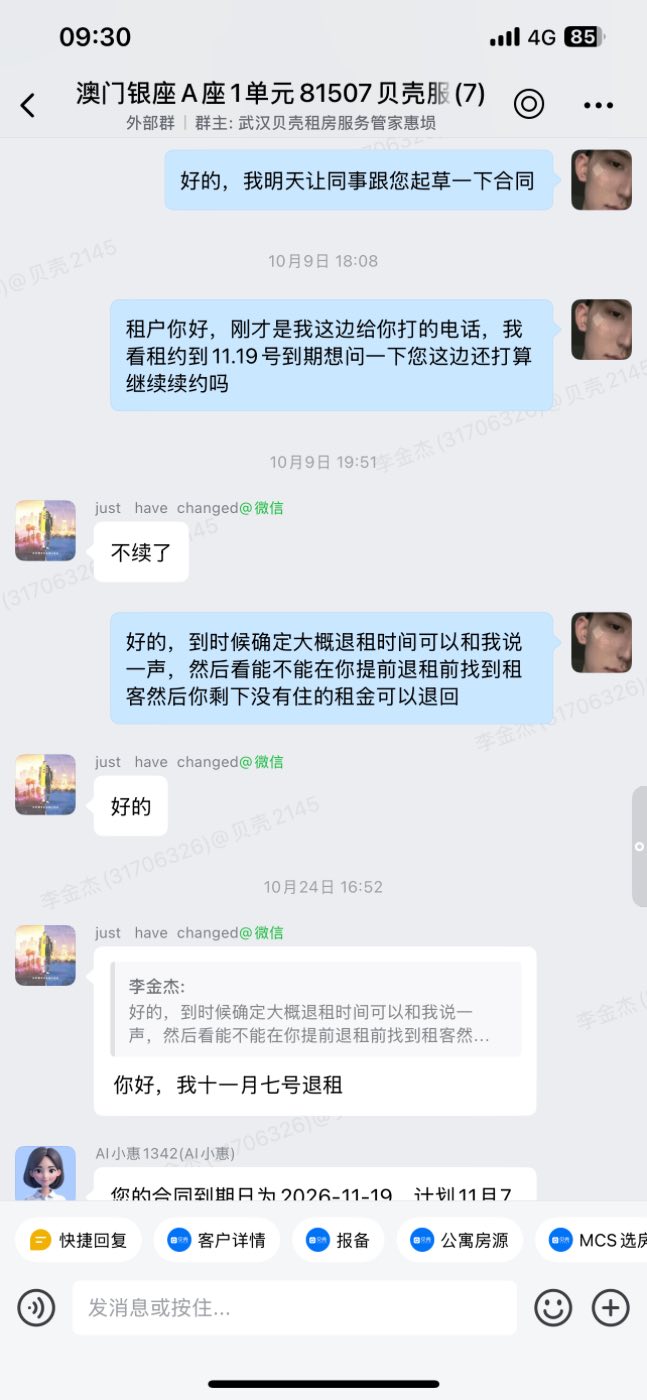 09:30
4G 85
澳门银座A座1单元81507贝壳服(7)
外部群｜群主: 武汉贝壳租房服务管家惠埙
好的，我明天让同事跟您起草一下合同
10月9日 18:08
租户你好，刚才是我这边给你打的电话，我
看租约到11.19号到期想问一下您这边还打算
继续续约吗
10月9日 19:51
just have changed@微信
不续了
好的，到时候确定大概退租时间可以和我说
一声，然后看能不能在你提前退租前找到租
客然后你剩下没有住的租金可以退回
just have changed@微信
好的
李金杰(31706326)@贝壳2145
10月24日 16:52
just have changed@微信
李金杰:
好的，到时候确定大概退租时间可以和我说一
声，然后看能不能在你提前退租前找到租客然...
你好，我十一月七号退租
AI小惠1342(AI小惠)
您的合同到期日为2026-11-19，计划11月7
快捷回复
客户详情
报备
公寓房源
MCS选房
发消息或按住...